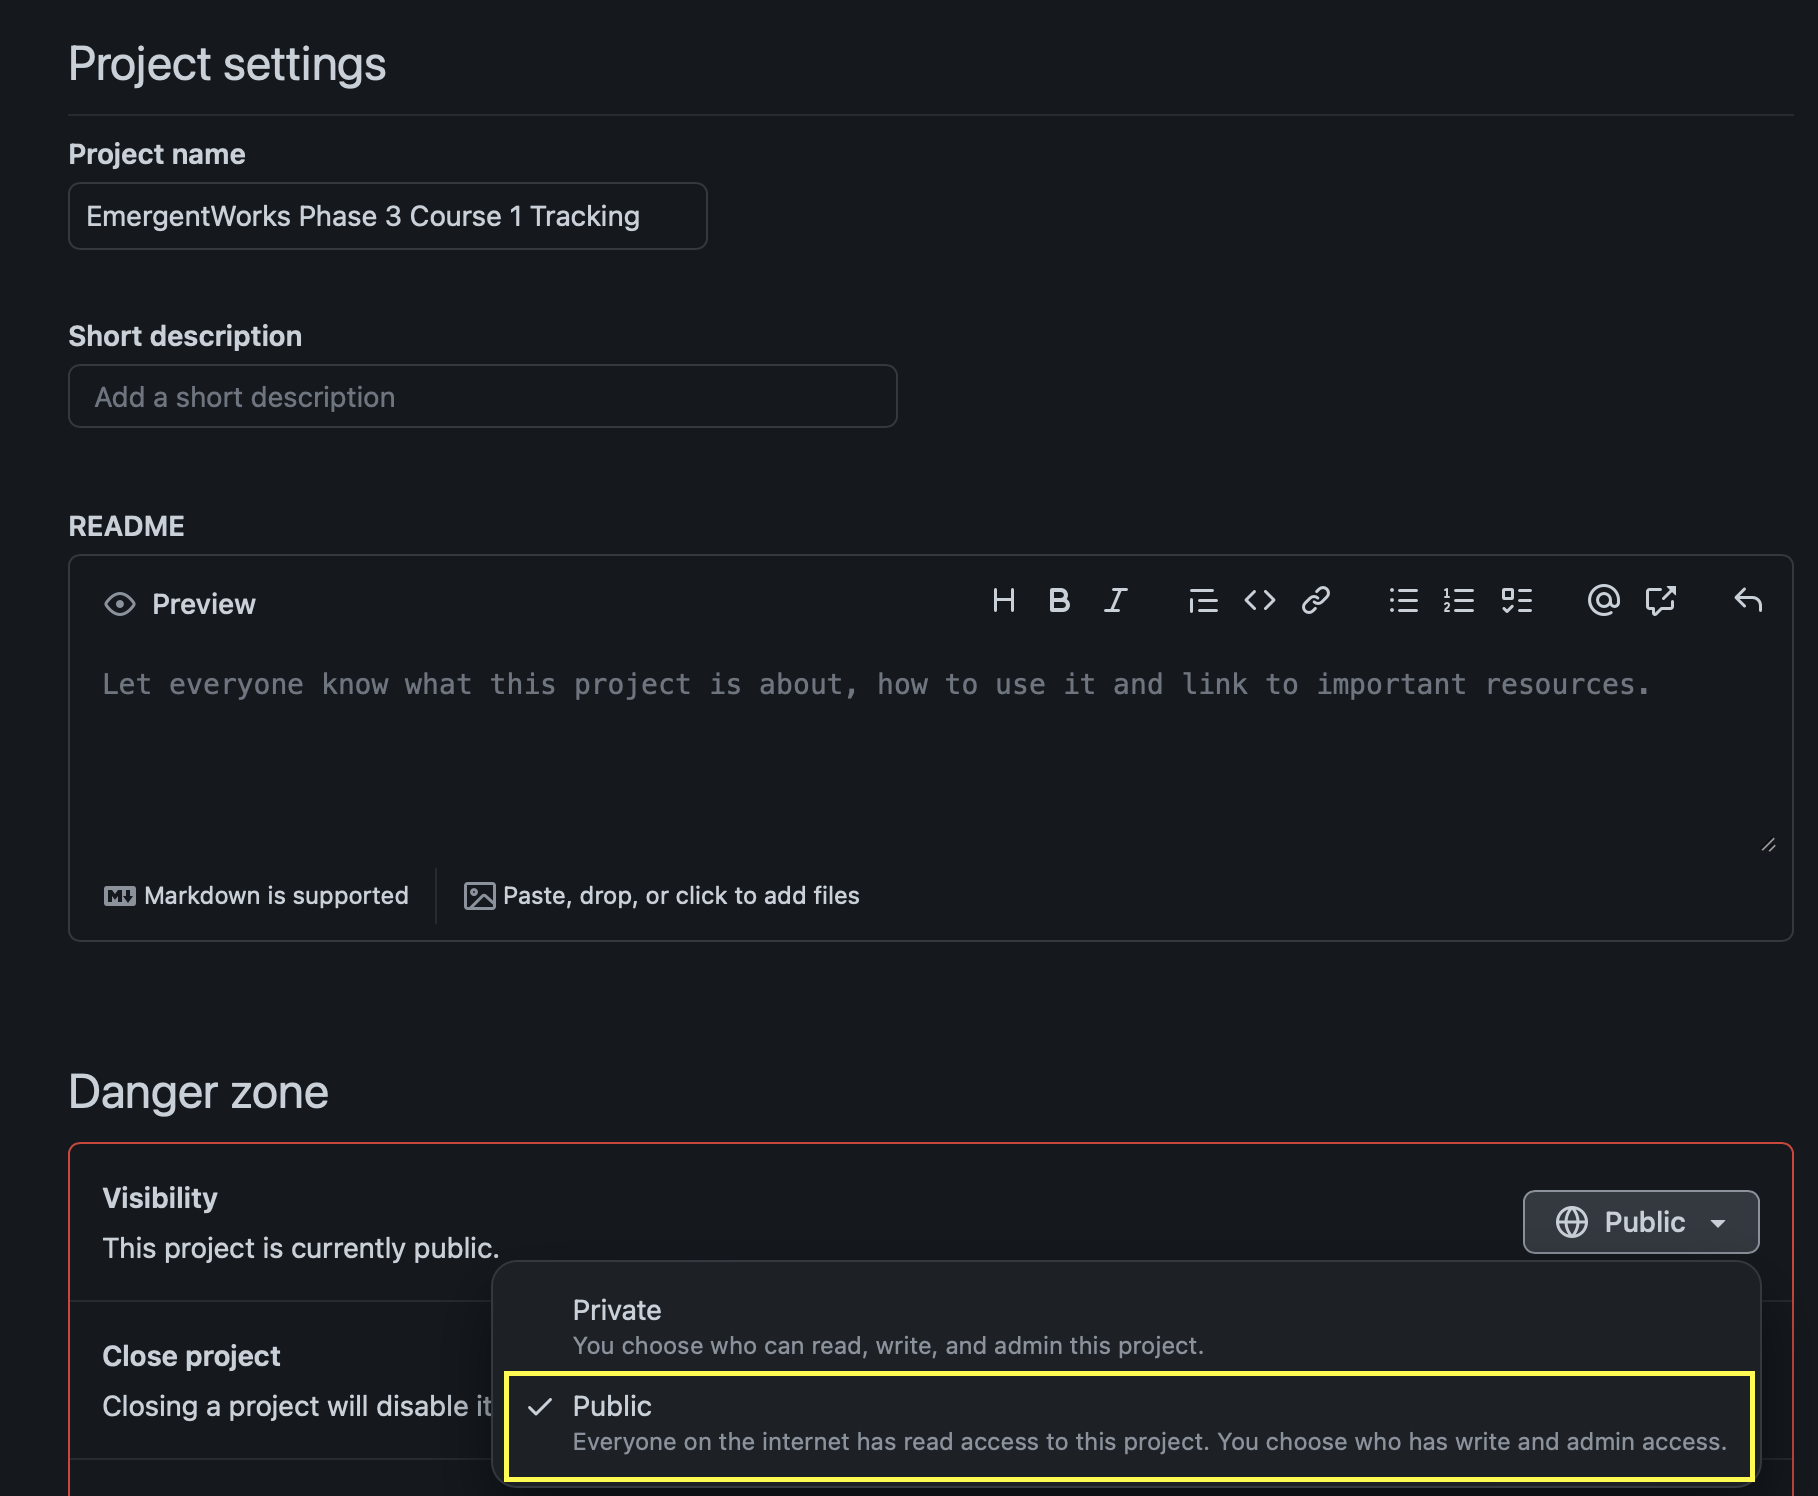 Project settings
Project name
EmergentWorks Phase 3 Course 1 Tracking
Short description
Add a short description
README
Preview
Let everyone know what this project is about, how to use it and link to important resources.
Markdown is supported
Paste, drop, or click to add files
Danger zone
Visibility
This project is currently public.
Public
Private
You choose who can read, write, and admin this project.
Close project
Closing a project will disable it
Public
Everyone on the internet has read access to this project. You choose who has write and admin access.